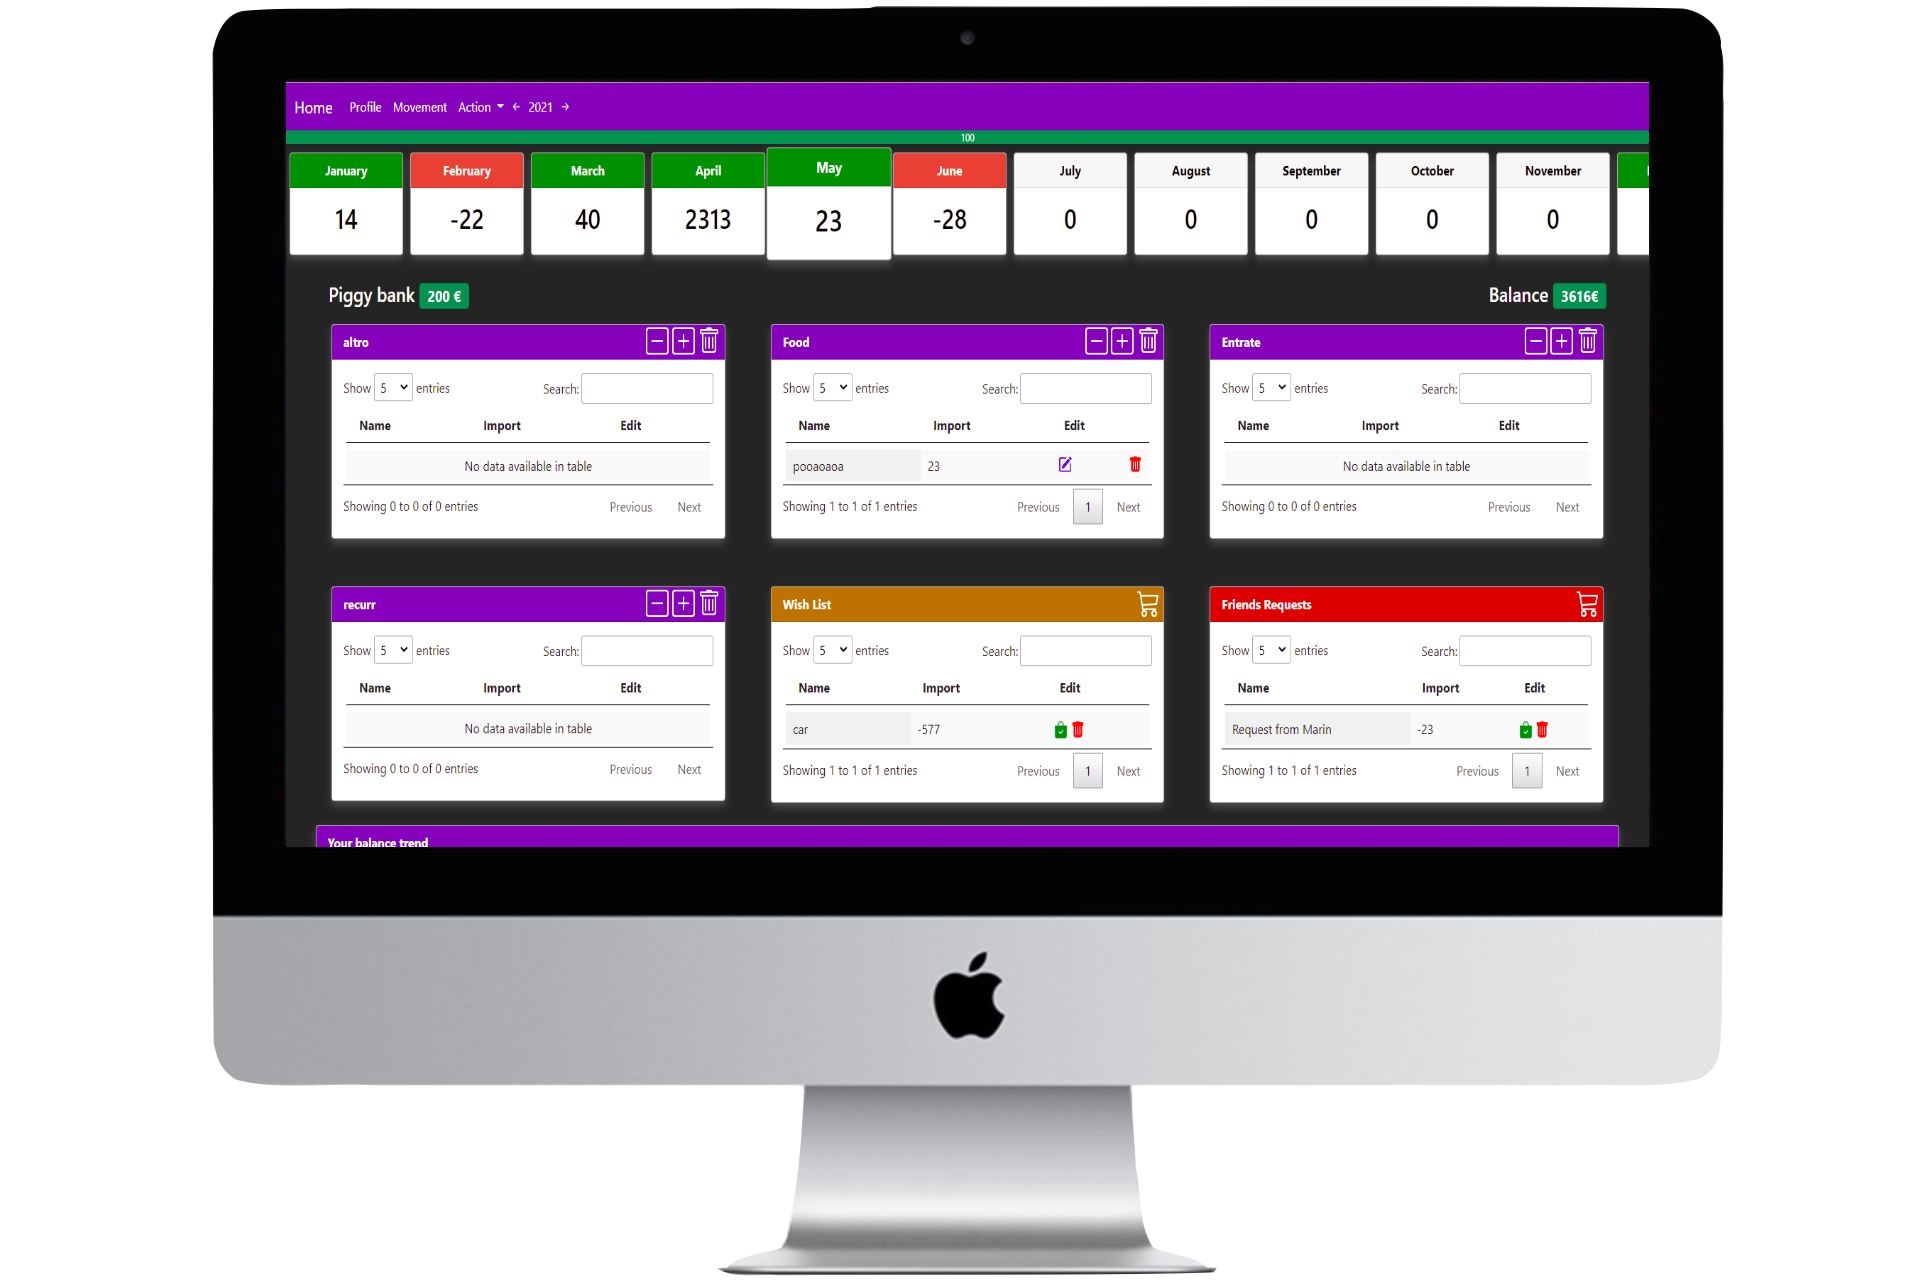 Home Profile Movement Action ← 2021 →
100
January February March April May June July August September October November
14 -22 40 2313 23 -28 0 0 0 0 0
Piggy bank 200 € Balance 3616€
altro
Show 5 entries Search:
Name Import Edit
No data available in table
Showing 0 to 0 of 0 entries Previous Next
Food
Show 5 entries Search:
Name Import Edit
pooaoaoa 23
Showing 1 to 1 of 1 entries Previous 1 Next
Entrate
Show 5 entries Search:
Name Import Edit
No data available in table
Showing 0 to 0 of 0 entries Previous Next
recurr
Show 5 entries Search:
Name Import Edit
No data available in table
Showing 0 to 0 of 0 entries Previous Next
Wish List
Show 5 entries Search:
Name Import Edit
car -577
Showing 1 to 1 of 1 entries Previous 1 Next
Friends Requests
Show 5 entries Search:
Name Import Edit
Request from Marin -23
Showing 1 to 1 of 1 entries Previous 1 Next
Your balance trend